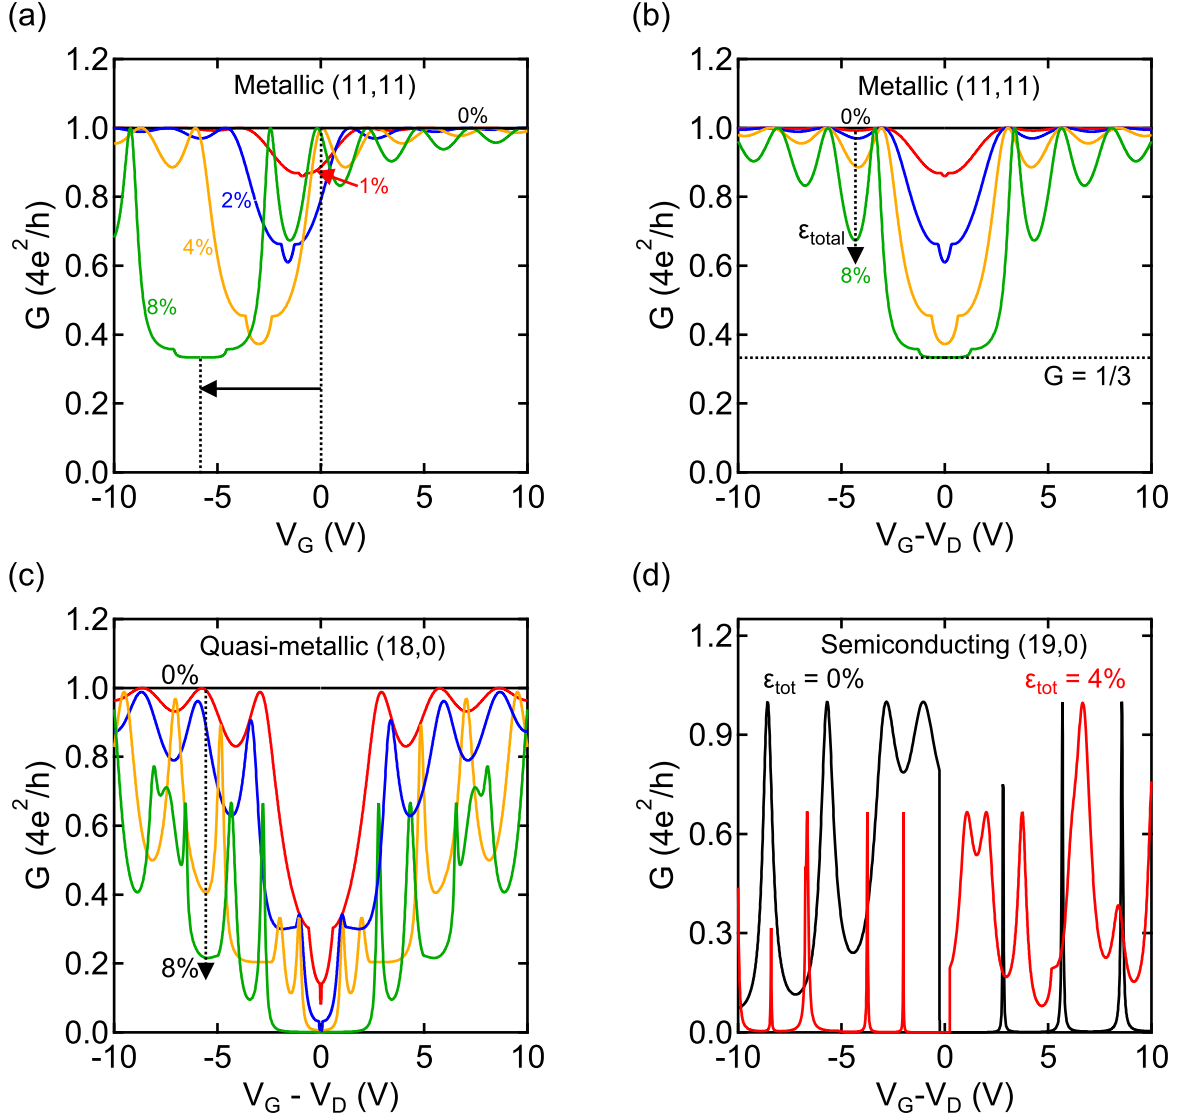 (a)
Metallic (11,11)
0%
1%
2%
4%
8%
1.2
1.0
0.8
0.6
0.4
0.2
0.0
G (4e²/h)
-10 -5 0 5 10
V_G (V)
(b)
Metallic (11,11)
0%
ε_total
8%
G = 1/3
1.2
1.0
0.8
0.6
0.4
0.2
0.0
G (4e²/h)
-10 -5 0 5 10
V_G-V_D (V)
(c)
Quasi-metallic (18,0)
0%
8%
1.2
1.0
0.8
0.6
0.4
0.2
0.0
G (4e²/h)
-10 -5 0 5 10
V_G - V_D (V)
(d)
Semiconducting (19,0)
ε_tot = 0% ε_tot = 4%
1.2
0.9
0.6
0.3
0.0
G (4e²/h)
-10 -5 0 5 10
V_G-V_D (V)